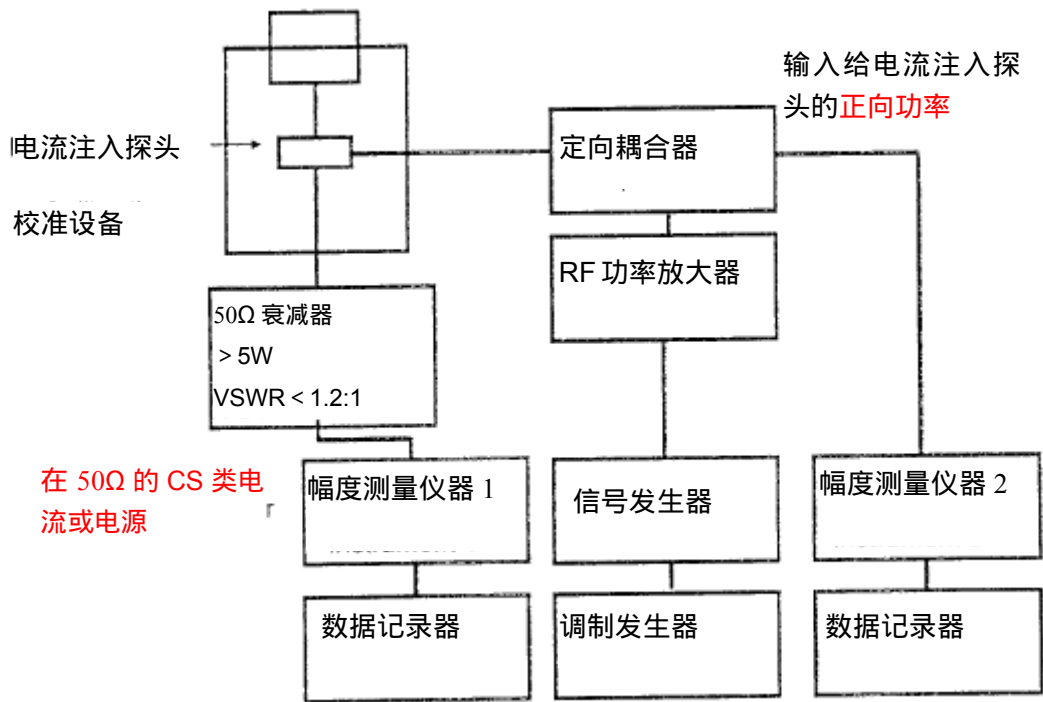 输入给电流注入探
头的正向功率
电流注入探头
校准设备
定向耦合器
RF 功率放大器
50Ω 衰减器
＞5W
VSWR＜1.2:1
在 50Ω 的 CS 类电
流或电源
幅度测量仪器 1
信号发生器
幅度测量仪器 2
数据记录器
调制发生器
数据记录器